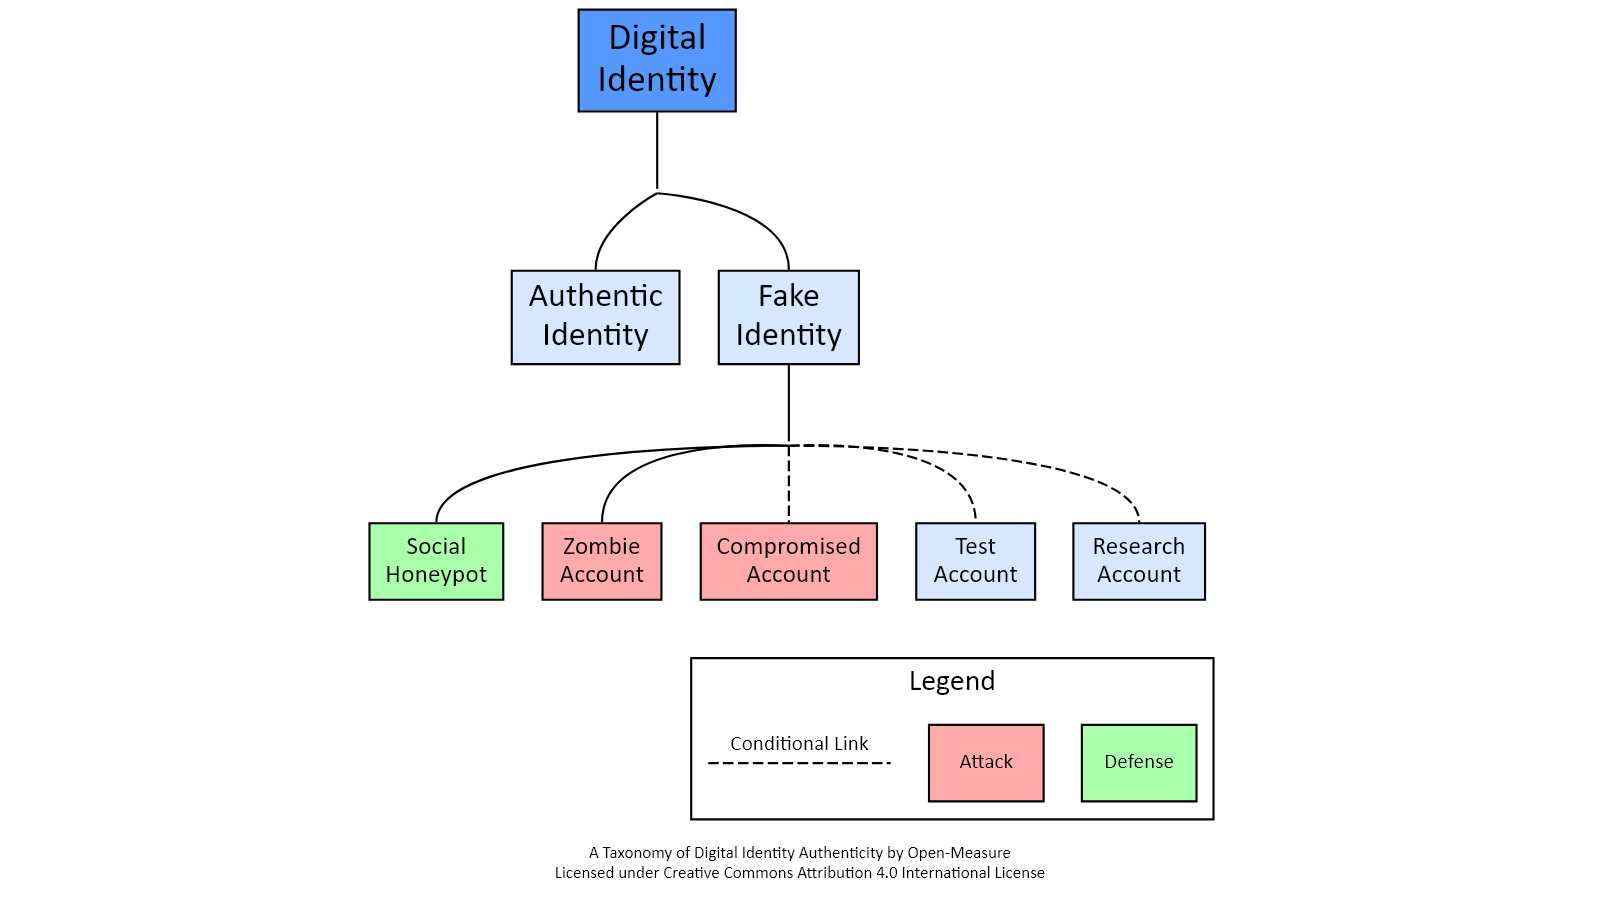 Digital
Identity
Authentic
Identity
Fake
Identity
Social
Honeypot
Zombie
Account
Compromised
Account
Test
Account
Research
Account
Legend
Conditional Link
Attack
Defense
A Taxonomy of Digital Identity Authenticity by Open-Measure
Licensed under Creative Commons Attribution 4.0 International License